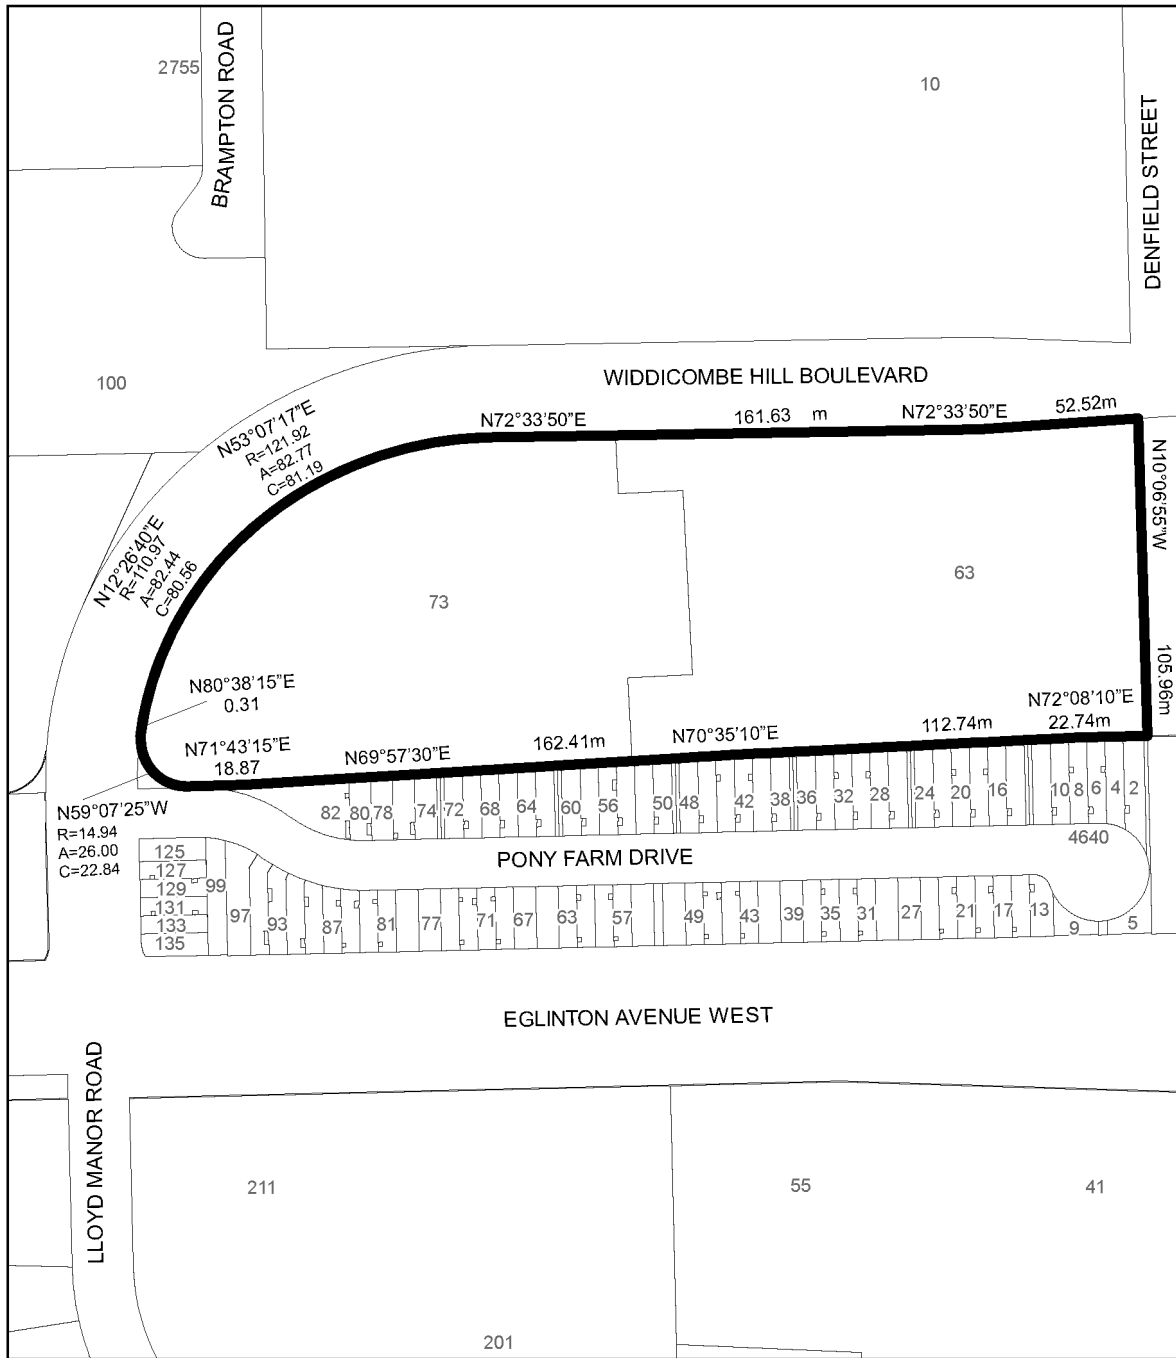 2755
BRAMPTON ROAD
10
DENFIELD STREET
100
WIDDICOMBE HILL BOULEVARD
N53°07'17"E
R=121.92
A=82.77
C=81.19
N72°33'50"E
161.63 m
N72°33'50"E
52.52m
N10°06'55"W
105.96m
N12°26'40"E
R=110.97
A=82.44
C=80.56
73
63
N80°38'15"E
0.31
N71°43'15"E
18.87
N69°57'30"E
162.41m
N70°35'10"E
112.74m
N72°08'10"E
22.74m
N59°07'25"W
R=14.94
A=26.00
C=22.84
82 80 78 74 72 68 64 60 56 50 48 42 38 36 32 28 24 20 16 10 8 6 4 2
4640
PONY FARM DRIVE
125
127
129
131
133
135
99 97 93 87 81 77 71 67 63 57 49 43 39 35 31 27 21 17 13 9 5
EGLINTON AVENUE WEST
LLOYD MANOR ROAD
211
55
41
201